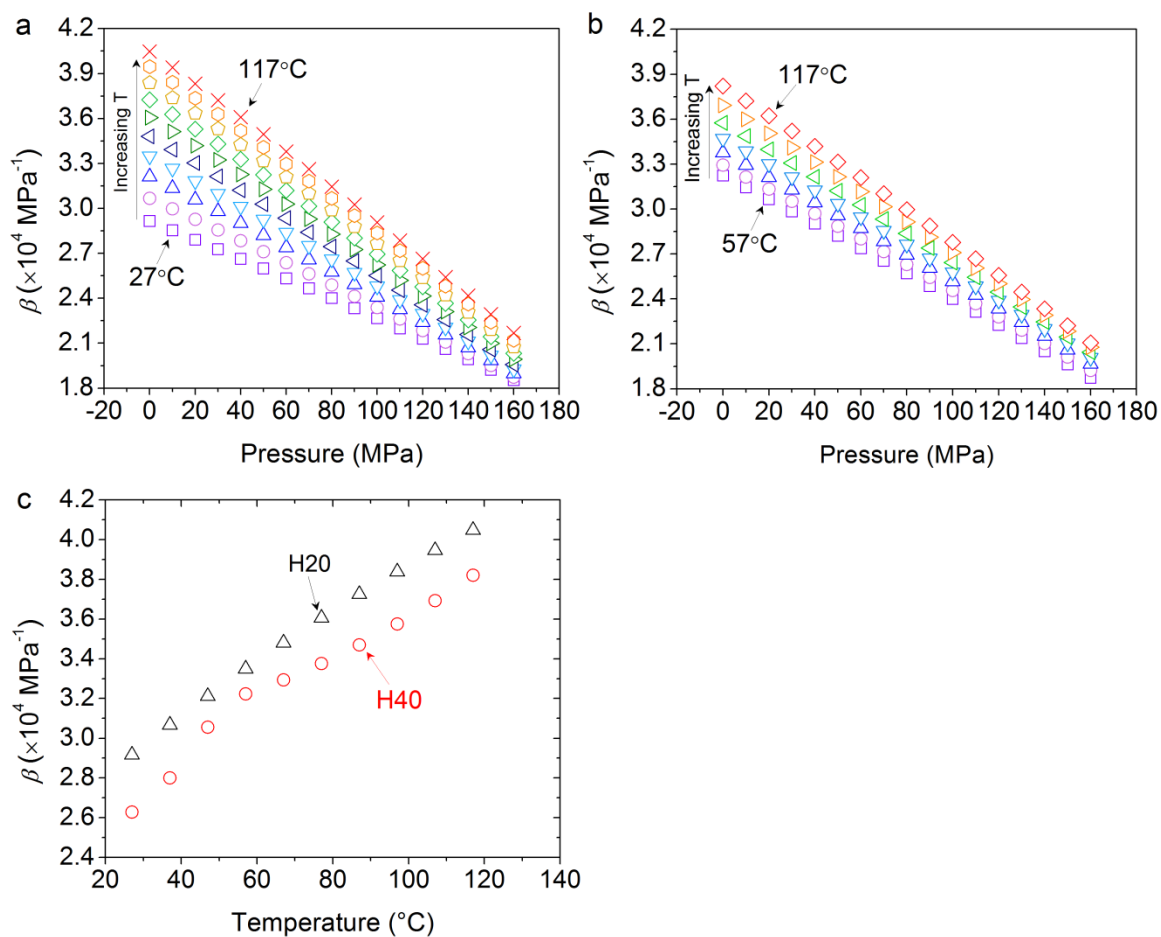 a
4.2
3.9
3.6
3.3
3.0
2.7
2.4
2.1
1.8
β (×10⁴ MPa⁻¹)
Increasing T
117°C
27°C
-20 0 20 40 60 80 100 120 140 160 180
Pressure (MPa)
b
4.2
3.9
3.6
3.3
3.0
2.7
2.4
2.1
1.8
β (×10⁴ MPa⁻¹)
Increasing T
117°C
57°C
-20 0 20 40 60 80 100 120 140 160 180
Pressure (MPa)
c
4.2
4.0
3.8
3.6
3.4
3.2
3.0
2.8
2.6
2.4
β (×10⁴ MPa⁻¹)
H20
H40
20 40 60 80 100 120 140
Temperature (°C)